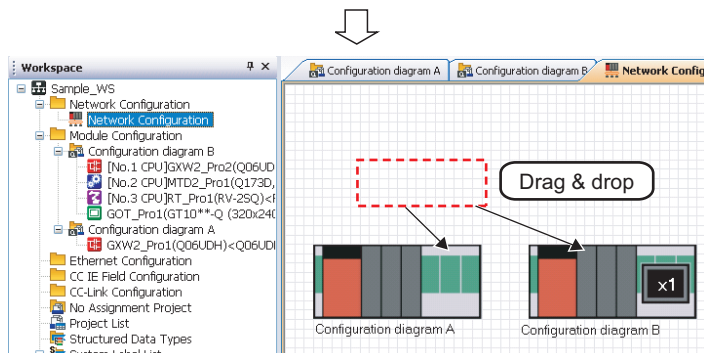 Workspace
Configuration diagram A
Configuration diagram B
Network Config
Sample_WS
Network Configuration
Network Configuration
Module Configuration
Configuration diagram B
[No.1 CPU]GXW2_Pro2(Q06UD
[No.2 CPU]MTD2_Pro1(Q173D,
[No.3 CPU]RT_Pro1(RV-2SQ)<F
GOT_Pro1(GT10**-Q (320x240
Configuration diagram A
GXW2_Pro1(Q06UDH)<Q06UDI
Ethernet Configuration
CC IE Field Configuration
CC-Link Configuration
No Assignment Project
Project List
Structured Data Types
System Label List
Drag & drop
x1
Configuration diagram A
Configuration diagram B